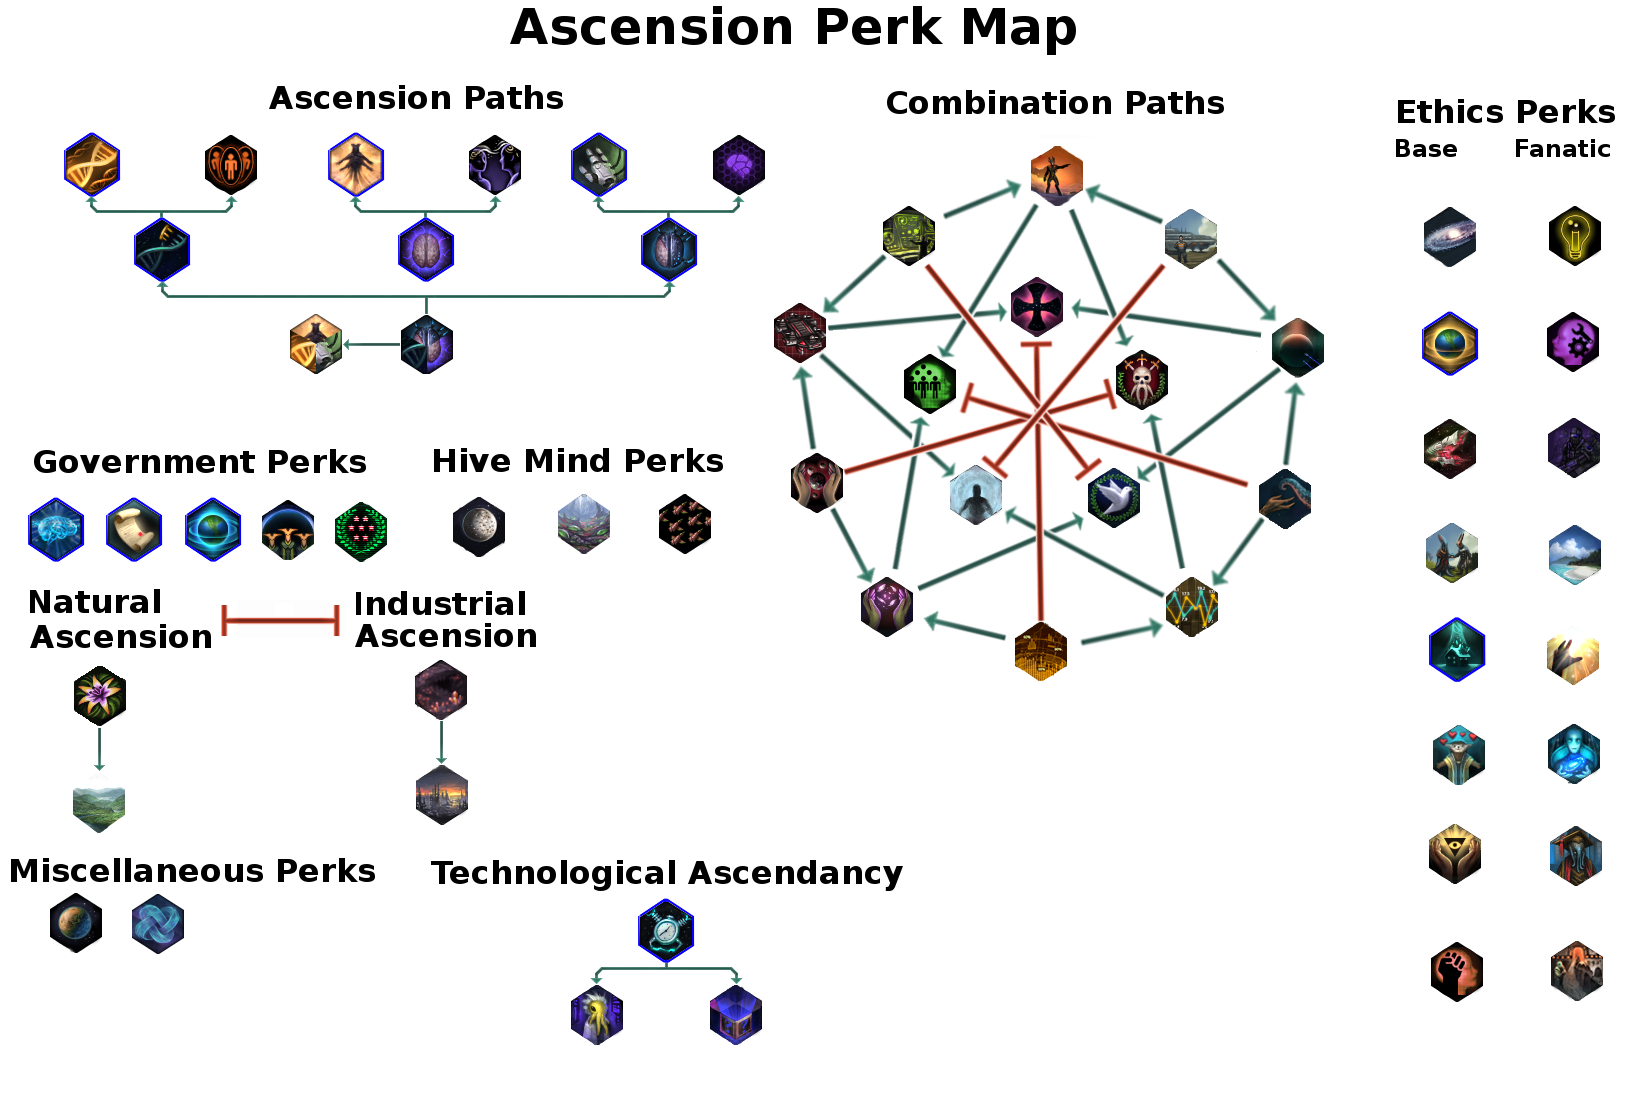 Ascension Perk Map
Ascension Paths
Combination Paths
Ethics Perks
Base
Fanatic
Government Perks
Hive Mind Perks
Natural
Ascension
Industrial
Ascension
Miscellaneous Perks
Technological Ascendancy